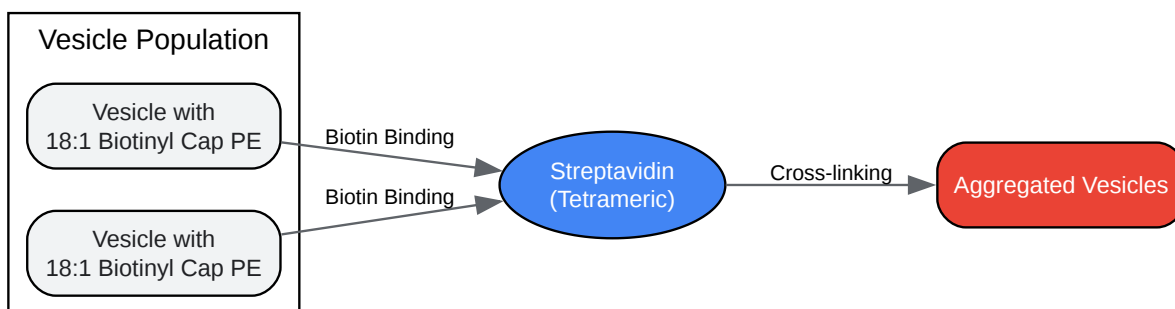 Vesicle Population
Vesicle with
18:1 Biotinyl Cap PE
Biotin Binding
Vesicle with
18:1 Biotinyl Cap PE
Biotin Binding
Streptavidin
(Tetrameric)
Cross-linking
Aggregated Vesicles